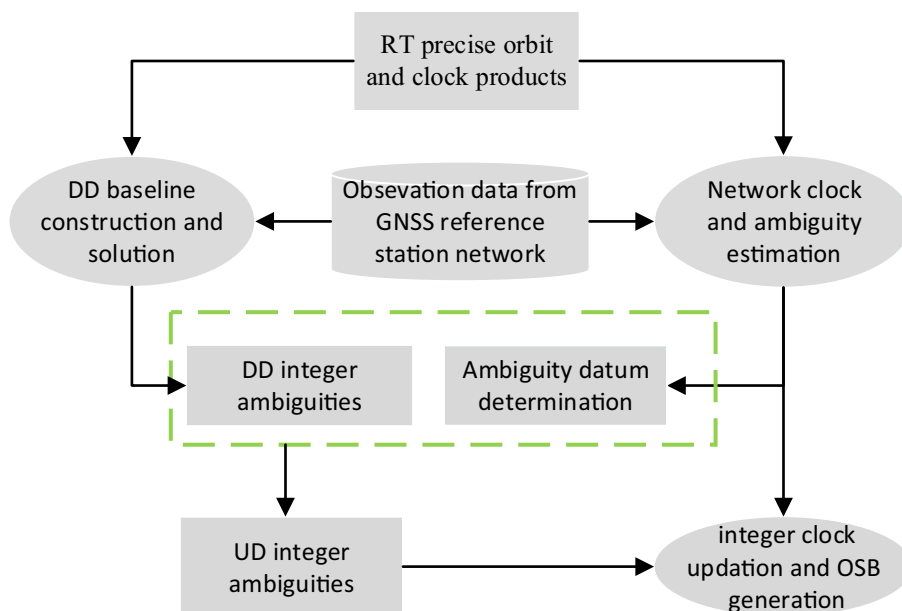 RT precise orbit
and clock products
DD baseline
construction and
solution
Obsevation data from
GNSS reference
station network
Network clock
and ambiguity
estimation
DD integer
ambiguities
Ambiguity datum
determination
UD integer
ambiguities
integer clock
updation and OSB
generation